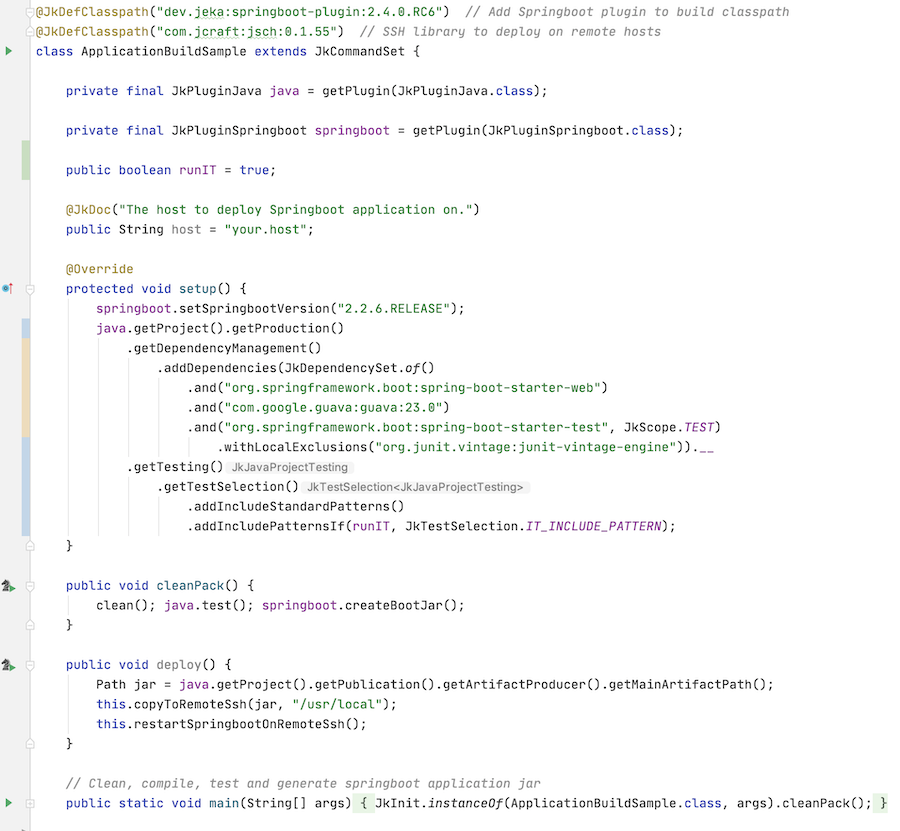 @JkDefClasspath("dev.jeka:springboot-plugin:2.4.0.RC6")  // Add Springboot plugin to build classpath
@JkDefClasspath("com.jcraft:jsch:0.1.55")  // SSH library to deploy on remote hosts
class ApplicationBuildSample extends JkCommandSet {
    private final JkPluginJava java = getPlugin(JkPluginJava.class);
    private final JkPluginSpringboot springboot = getPlugin(JkPluginSpringboot.class);
    public boolean runIT = true;
    @JkDoc("The host to deploy Springboot application on.")
    public String host = "your.host";
    @Override
    protected void setup() {
        springboot.setSpringbootVersion("2.2.6.RELEASE");
        java.getProject().getProduction()
            .getDependencyManagement()
                .addDependencies(JkDependencySet.of()
                    .and("org.springframework.boot:spring-boot-starter-web")
                    .and("com.google.guava:guava:23.0")
                    .and("org.springframework.boot:spring-boot-starter-test", JkScope.TEST)
                        .withLocalExclusions("org.junit.vintage:junit-vintage-engine")).__
            .getTesting() JkJavaProjectTesting
                .getTestSelection() JkTestSelection<JkJavaProjectTesting>
                    .addIncludeStandardPatterns()
                    .addIncludePatternsIf(runIT, JkTestSelection.IT_INCLUDE_PATTERN);
    }
    public void cleanPack() {
        clean(); java.test(); springboot.createBootJar();
    }
    public void deploy() {
        Path jar = java.getProject().getPublication().getArtifactProducer().getMainArtifactPath();
        this.copyToRemoteSsh(jar, "/usr/local");
        this.restartSpringbootOnRemoteSsh();
    }
    // Clean, compile, test and generate springboot application jar
    public static void main(String[] args) { JkInit.instanceOf(ApplicationBuildSample.class, args).cleanPack(); }